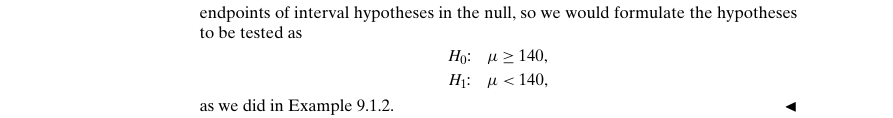 endpoints of interval hypotheses in the null, so we would formulate the hypotheses
to be tested as
H₀: μ ≥ 140,
H₁: μ < 140,
as we did in Example 9.1.2. ◀